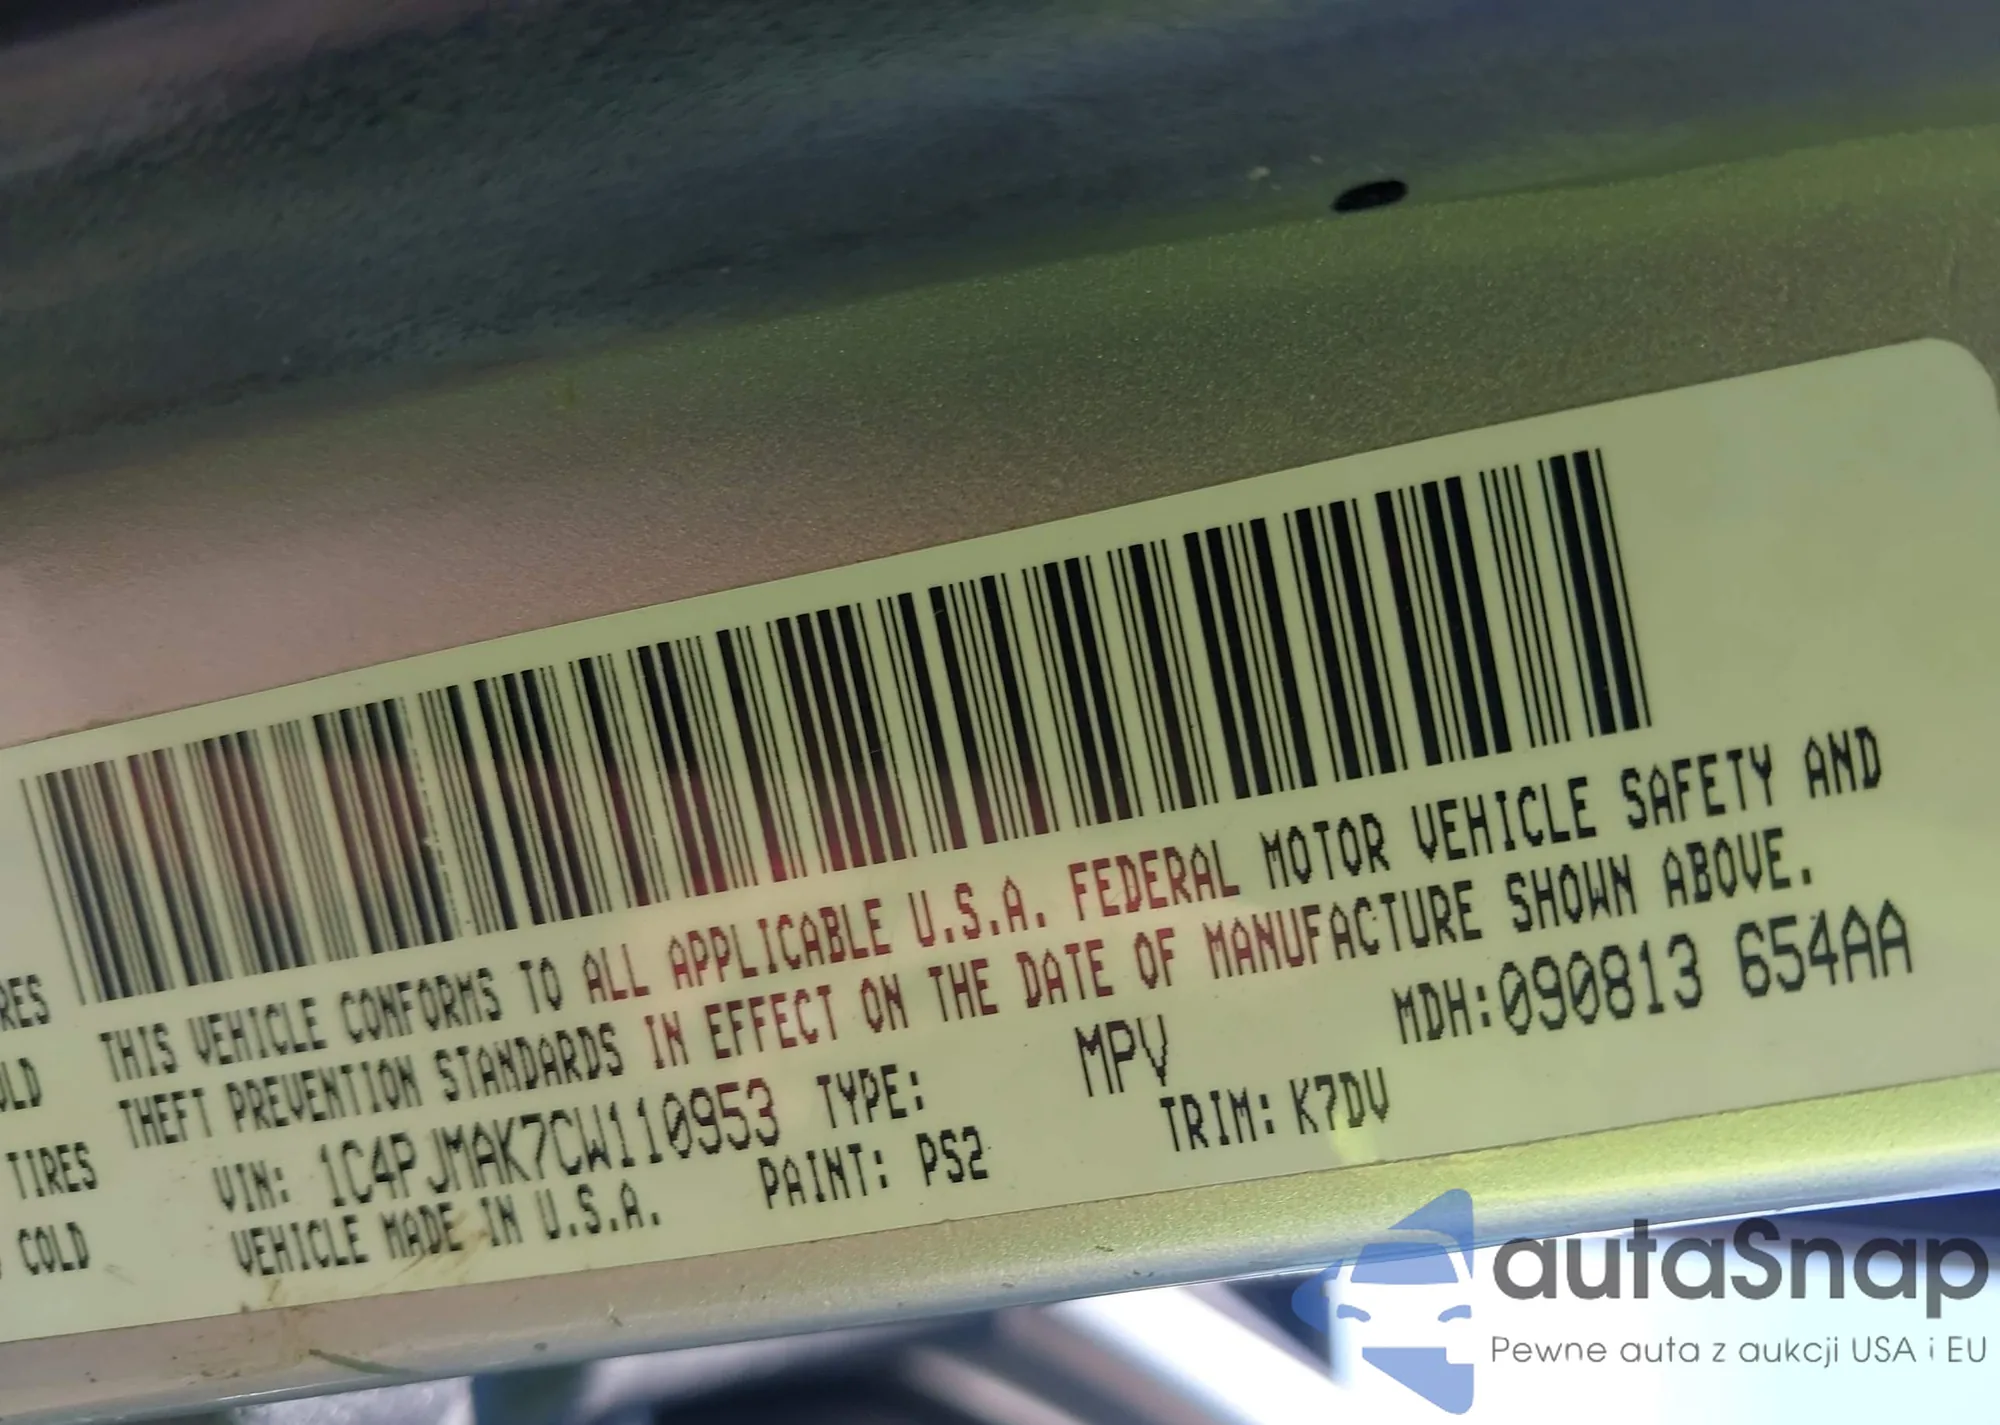 RES
OLD
TIRES
COLD
THIS VEHICLE CONFORMS TO ALL APPLICABLE U.S.A. FEDERAL MOTOR VEHICLE SAFETY AND
THEFT PREVENTION STANDARDS IN EFFECT ON THE DATE OF MANUFACTURE SHOWN ABOVE.
MDH:090813 654AA
VIN: 1C4PJMAK7CW110953 TYPE: MPV
VEHICLE MADE IN U.S.A. PAINT: PS2 TRIM: K7DV
autaSnap
Pewne auta z aukcji USA i EU